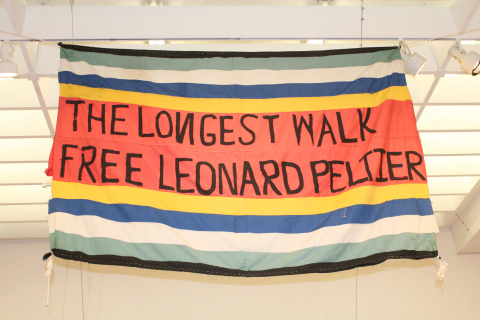 THE LONGEST WALK
FREE LEONARD PELTIER